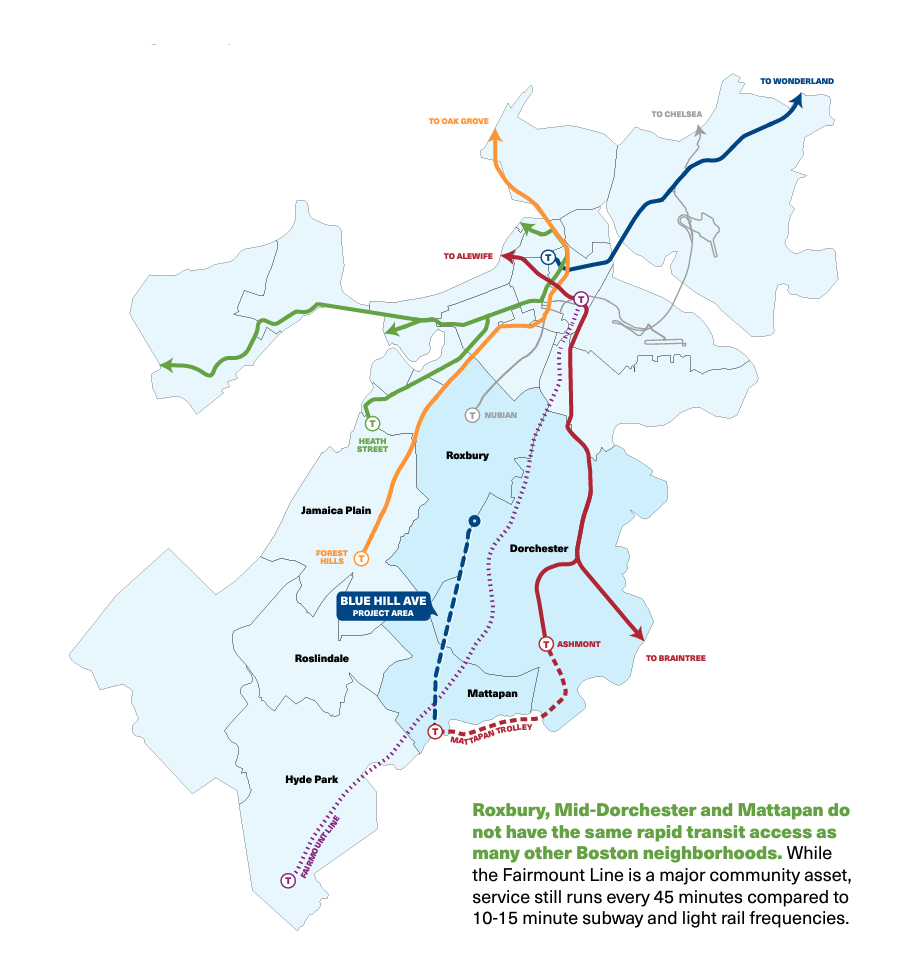 TO WONDERLAND
TO CHELSEA
TO OAK GROVE
TO ALEWIFE
T
T
T
NUBIAN
T
HEATH
STREET
Roxbury
Jamaica Plain
Dorchester
FOREST
HILLS
T
BLUE HILL AVE
PROJECT AREA
T
ASHMONT
Roslindale
TO BRAINTREE
Mattapan
T
MATTAPAN TROLLEY
Hyde Park
FAIRMOUNT LINE
T
Roxbury, Mid-Dorchester and Mattapan do
not have the same rapid transit access as
many other Boston neighborhoods. While
the Fairmount Line is a major community asset,
service still runs every 45 minutes compared to
10-15 minute subway and light rail frequencies.